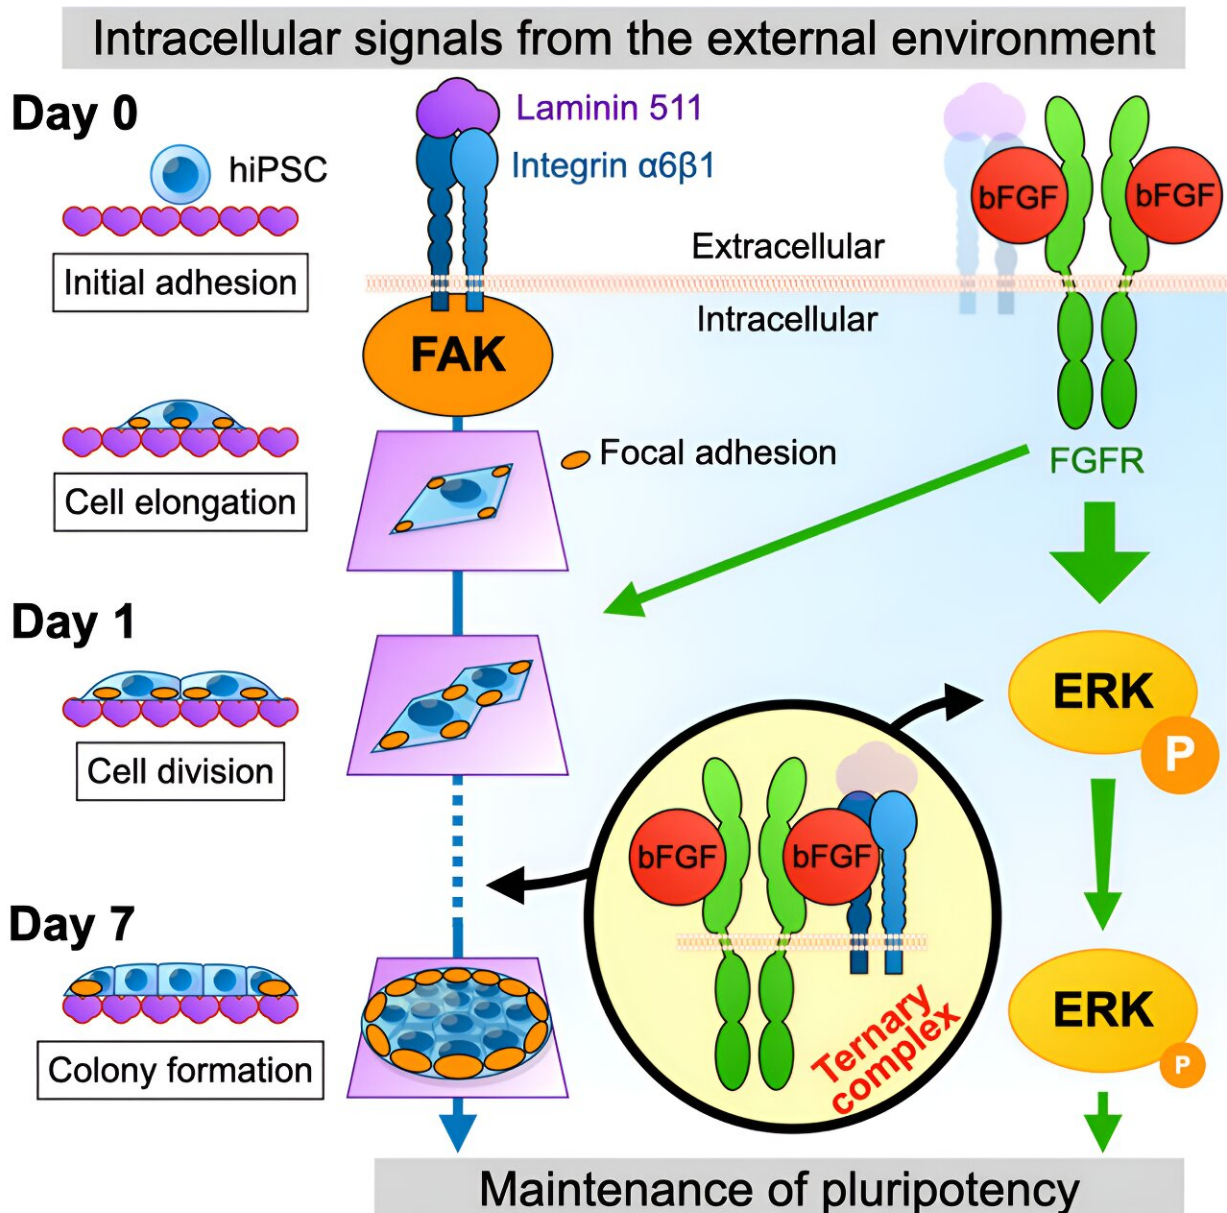 Intracellular signals from the external environment
Day 0
hiPSC
Initial adhesion
Laminin 511
Integrin α6β1
bFGF
bFGF
Extracellular
Intracellular
FAK
Cell elongation
Focal adhesion
FGFR
Day 1
Cell division
ERK
P
bFGF
bFGF
Ternary
complex
Day 7
Colony formation
ERK
P
Maintenance of pluripotency